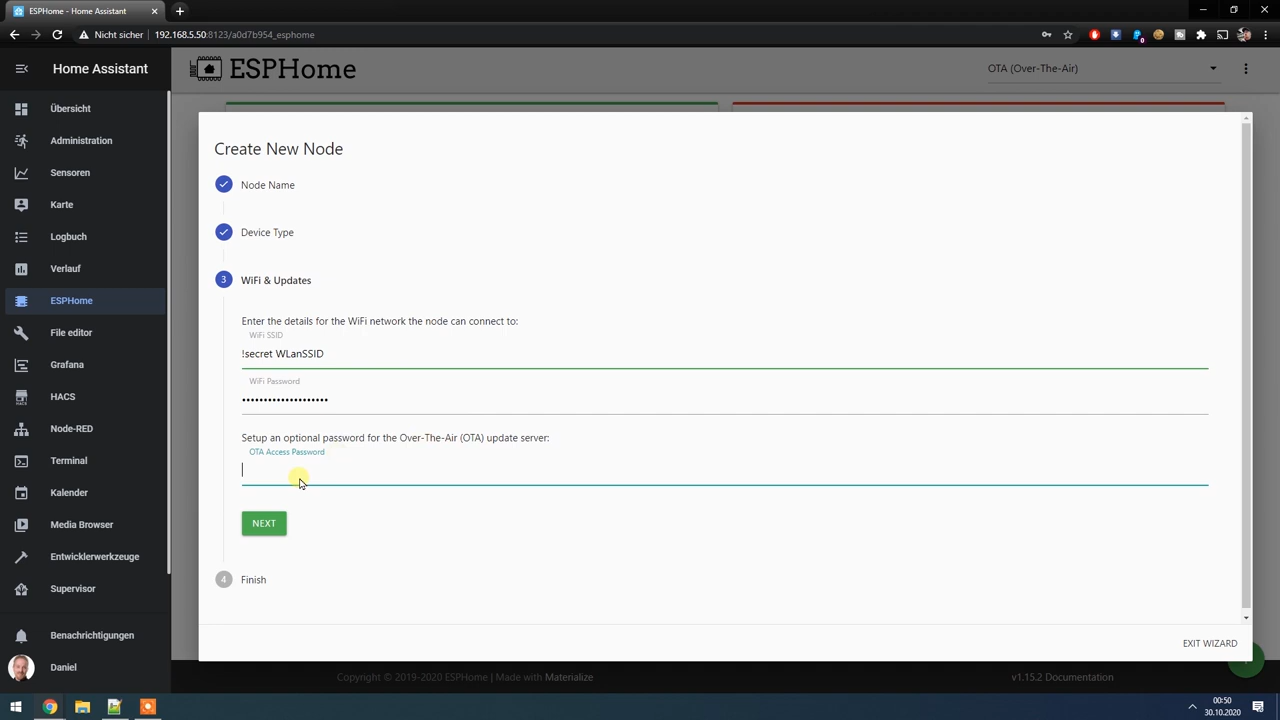 ESPHome - Home Assistant
Nicht sicher
192.168.5.50:8123/a0d7b954_esphome
Home Assistant
ESPHome
OTA (Over-The-Air)
Übersicht
Administration
Sensoren
Karte
Logbuch
Verlauf
ESPHome
File editor
Grafana
HACS
Node-RED
Terminal
Kalender
Media Browser
Entwicklerwerkzeuge
Supervisor
Benachrichtigungen
Daniel
Create New Node
Node Name
Device Type
3
WiFi & Updates
Enter the details for the WiFi network the node can connect to:
WiFi SSID
!secret WLanSSID
WiFi Password
••••••••••••••••••••
Setup an optional password for the Over-The-Air (OTA) update server:
OTA Access Password
NEXT
4
Finish
EXIT WIZARD
Copyright © 2019-2020 ESPHome | Made with Materialize
v1.15.2 Documentation
00:50
30.10.2020